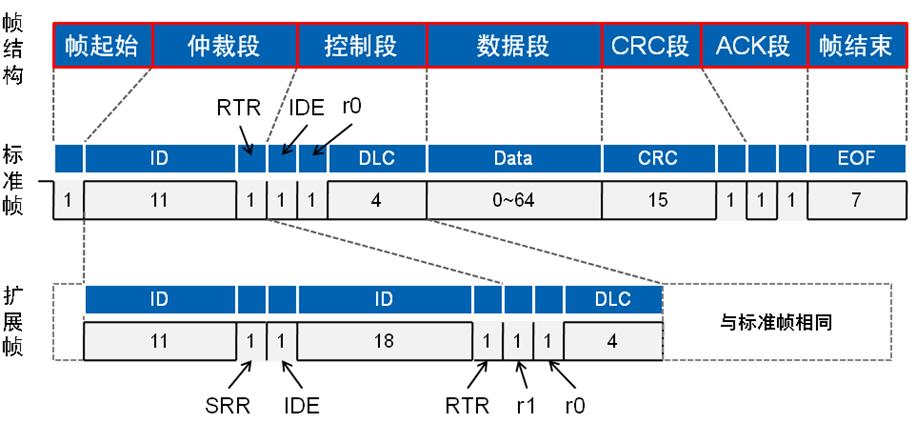 帧结构
帧起始 仲裁段 控制段 数据段 CRC段 ACK段 帧结束
RTR IDE r0
标准帧
ID DLC Data CRC EOF
1 11 1 1 1 4 0~64 15 1 1 1 7
扩展帧
ID ID DLC
11 1 1 18 1 1 1 4
与标准帧相同
SRR IDE RTR r1 r0